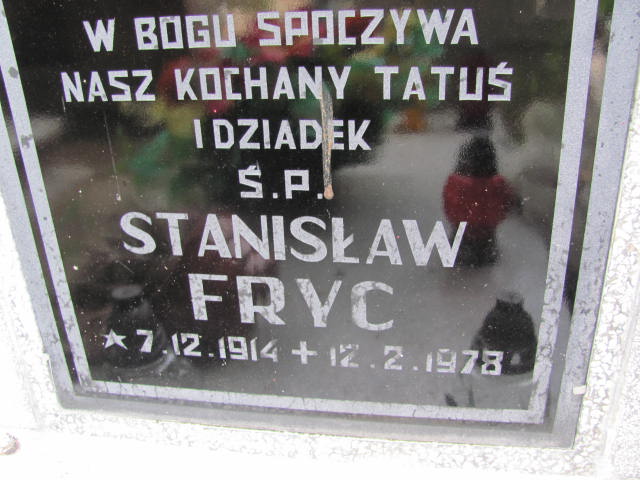 W BOGU SPOCZYWA
NASZ KOCHANY TATUŚ
I DZIADEK
Ś.P.
STANISŁAW
FRYC
★ 7.12.1914 + 12.2.1978